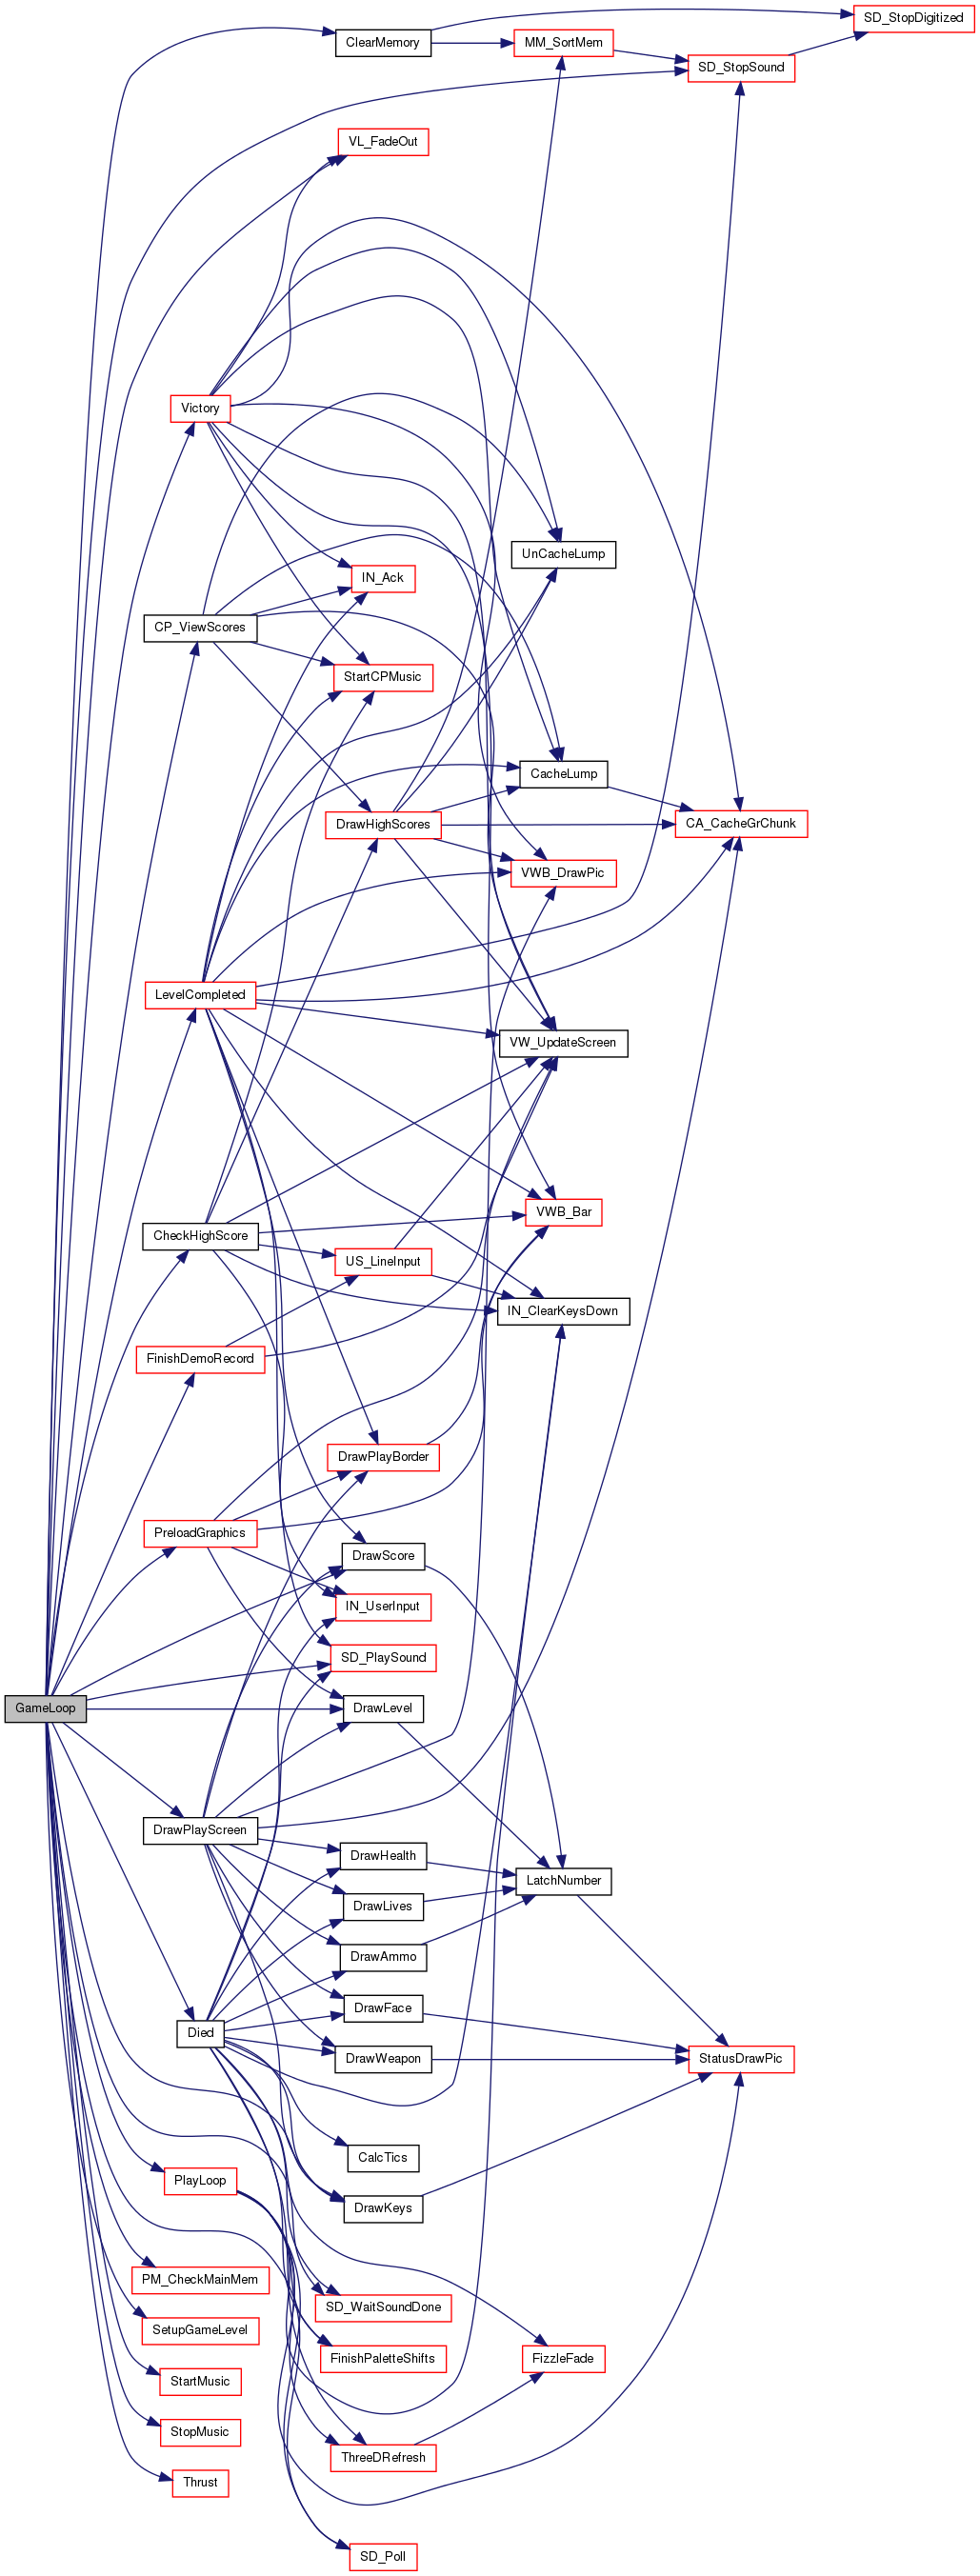 ClearMemory
SD_StopDigitized
MM_SortMem
SD_StopSound
VL_FadeOut
Victory
UnCacheLump
IN_Ack
CP_ViewScores
StartCPMusic
CacheLump
DrawHighScores
CA_CacheGrChunk
VWB_DrawPic
LevelCompleted
VW_UpdateScreen
VWB_Bar
CheckHighScore
US_LineInput
IN_ClearKeysDown
FinishDemoRecord
DrawPlayBorder
PreloadGraphics
DrawScore
IN_UserInput
SD_PlaySound
GameLoop
DrawLevel
DrawPlayScreen
DrawHealth
LatchNumber
DrawLives
DrawAmmo
DrawFace
Died
DrawWeapon
StatusDrawPic
CalcTics
PlayLoop
DrawKeys
PM_CheckMainMem
SD_WaitSoundDone
SetupGameLevel
FinishPaletteShifts
FizzleFade
StartMusic
StopMusic
ThreeDRefresh
Thrust
SD_Poll